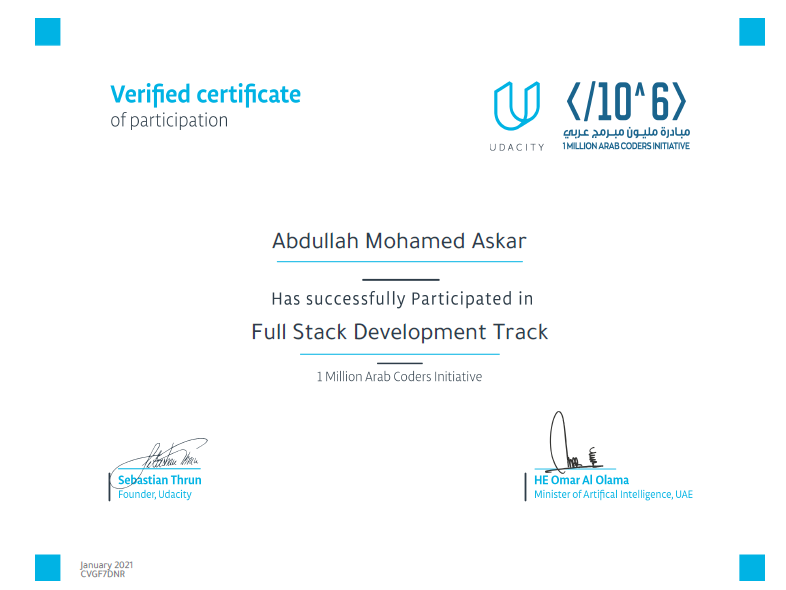 Verified certificate
of participation
UDACITY
</10^6>
مبادرة مليون مبرمج عربي
1 MILLION ARAB CODERS INITIATIVE
Abdullah Mohamed Askar
Has successfully Participated in
Full Stack Development Track
1 Million Arab Coders Initiative
Sebastian Thrun
Founder, Udacity
HE Omar Al Olama
Minister of Artifical Intelligence, UAE
January 2021
CVGF7DNR